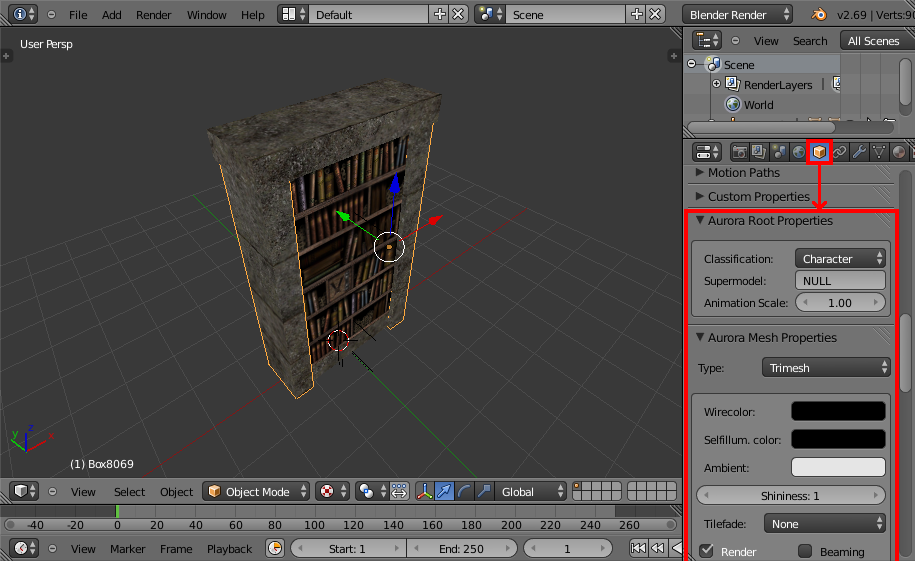 File Add Render Window Help Default Scene Blender Render v2.69 | Verts:90
User Persp
View Search All Scenes
Scene
RenderLayers
World
Motion Paths
Custom Properties
Aurora Root Properties
Classification: Character
Supermodel: NULL
Animation Scale: 1.00
Aurora Mesh Properties
Type: Trimesh
Wirecolor:
Selfillum. color:
Ambient:
Shininess: 1
Tilefade: None
Render Beaming
z
y x
(1) Box8069
View Select Object Object Mode Global
-40 -20 0 20 40 60 80 100 120 140 160 180 200 220 240 260
View Marker Frame Playback Start: 1 End: 250 1